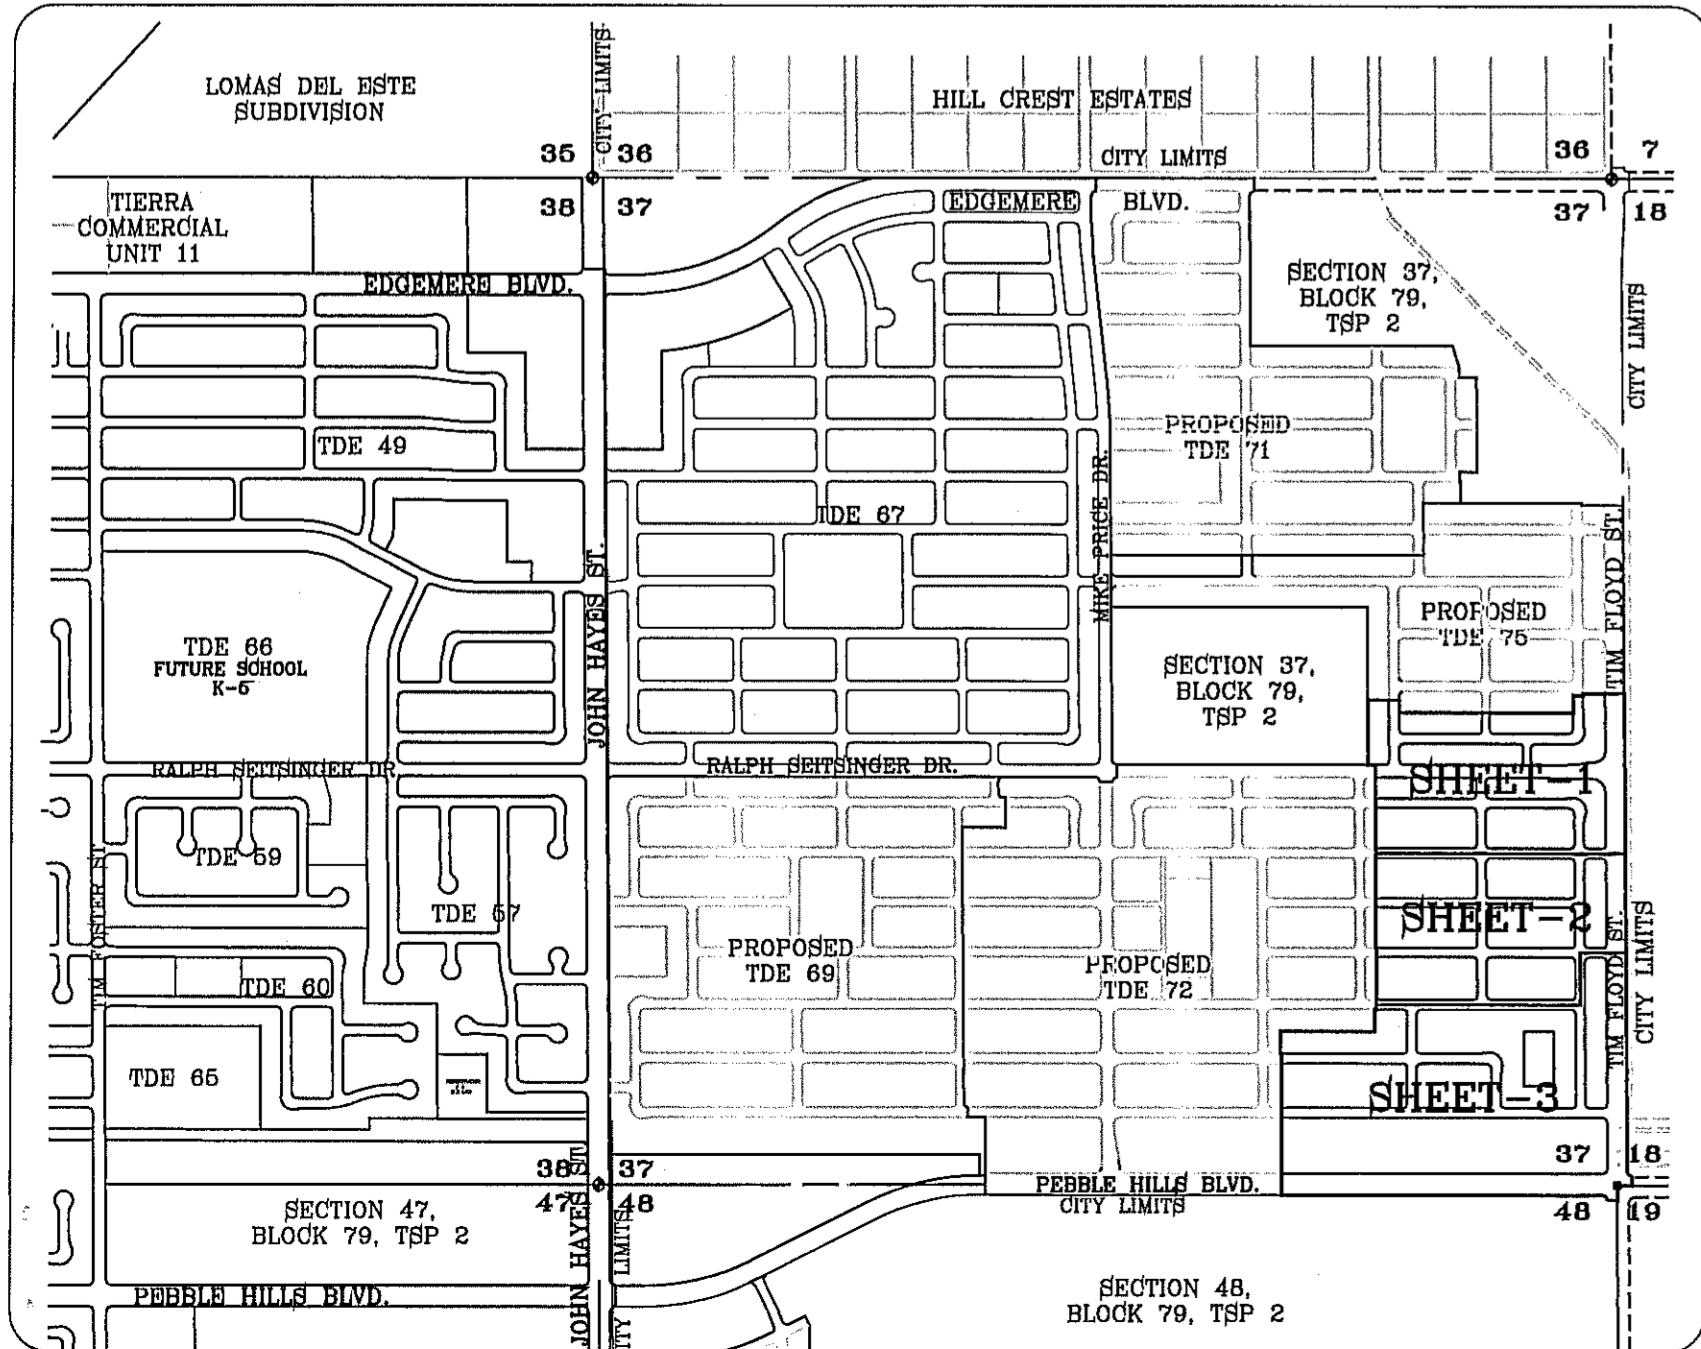 LOMAS DEL ESTE
SUBDIVISION
CITY LIMITS
HILL CREST ESTATES
CITY LIMITS
35
36
36
7
38
37
37
18
TIERRA
COMMERCIAL
UNIT 11
EDGEMERE
BLVD.
EDGEMERE BLVD.
SECTION 37,
BLOCK 79,
TSP 2
CITY LIMITS
TDE 49
PROPOSED
TDE 71
MIKE PRICE DR.
TDE 67
JOHN HAYES ST.
TIM FLOYD ST.
PROPOSED
TDE 75
TDE 66
FUTURE SCHOOL
K-5
SECTION 37,
BLOCK 79,
TSP 2
RALPH SEITSINGER DR
RALPH SEITSINGER DR.
SHEET-1
TDE 59
TIM FOSTER ST
TDE 57
SHEET-2
TIM FLOYD ST.
CITY LIMITS
PROPOSED
TDE 69
PROPOSED
TDE 72
TDE 60
TDE 65
SHEET-3
38
37
37
18
47
48
48
19
JOHN HAYES ST
PEBBLE HILLS BLVD.
CITY LIMITS
SECTION 47,
BLOCK 79, TSP 2
CITY LIMITS
PEBBLE HILLS BLVD.
SECTION 48,
BLOCK 79, TSP 2